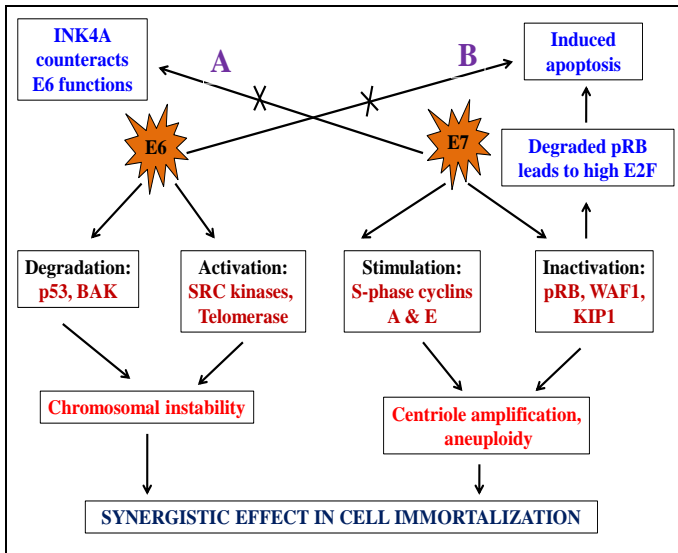 INK4A
counteracts
E6 functions
A
B
Induced
apoptosis
E6
E7
Degraded pRB
leads to high E2F
Degradation:
p53, BAK
Activation:
SRC kinases,
Telomerase
Stimulation:
S-phase cyclins
A & E
Inactivation:
pRB, WAF1,
KIP1
Chromosomal instability
Centriole amplification,
aneuploidy
SYNERGISTIC EFFECT IN CELL IMMORTALIZATION